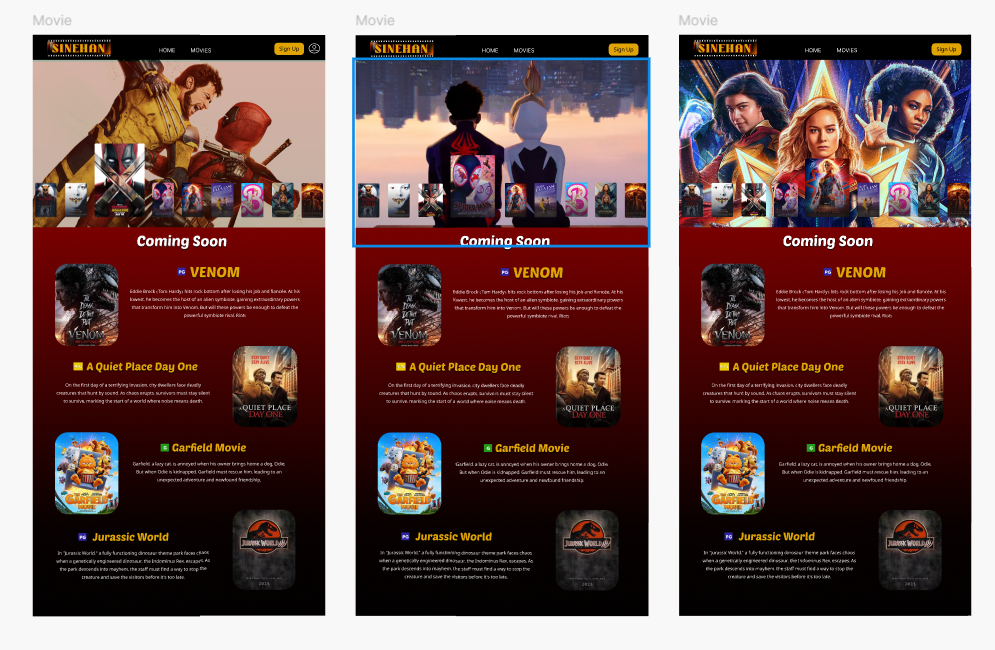 Movie
SINEHAN
HOME MOVIES
Sign Up
Coming Soon
PG VENOM
Eddie Brock (Tom Hardy) hits rock bottom after losing his job and fiancée. At his
lowest, he becomes the host of an alien symbiote, gaining extraordinary powers
that transform him into Venom. But will these powers be enough to defeat the
powerful symbiote rival, Riot?
VENOM
A Quiet Place Day One
On the first day of a terrifying invasion, city dwellers face deadly
creatures that hunt by sound. As chaos erupts, survivors must stay silent
to survive, marking the start of a world where noise means death.
A QUIET PLACE
DAY ONE
G Garfield Movie
Garfield, a lazy cat, is annoyed when his owner brings home a dog, Odie.
But when Odie is kidnapped, Garfield must rescue him, leading to an
unexpected adventure and newfound friendship.
GARFIELD
PG Jurassic World
In "Jurassic World," a fully functioning dinosaur theme park faces chaos
when a genetically engineered dinosaur, the Indominus Rex, escapes. As
the park descends into mayhem, the staff must find a way to stop the
creature and save the visitors before it's too late.
JURASSIC WORLD
Movie
SINEHAN
HOME MOVIES
Sign Up
Coming Soon
PG VENOM
Eddie Brock (Tom Hardy) hits rock bottom after losing his job and fiancée. At his
lowest, he becomes the host of an alien symbiote, gaining extraordinary powers
that transform him into Venom. But will these powers be enough to defeat the
powerful symbiote rival, Riot?
VENOM
A Quiet Place Day One
On the first day of a terrifying invasion, city dwellers face deadly
creatures that hunt by sound. As chaos erupts, survivors must stay silent
to survive, marking the start of a world where noise means death.
A QUIET PLACE
DAY ONE
G Garfield Movie
Garfield, a lazy cat, is annoyed when his owner brings home a dog, Odie.
But when Odie is kidnapped, Garfield must rescue him, leading to an
unexpected adventure and newfound friendship.
GARFIELD
PG Jurassic World
In "Jurassic World," a fully functioning dinosaur theme park faces chaos
when a genetically engineered dinosaur, the Indominus Rex, escapes. As
the park descends into mayhem, the staff must find a way to stop the
creature and save the visitors before it's too late.
JURASSIC WORLD
Movie
SINEHAN
HOME MOVIES
Sign Up
Coming Soon
PG VENOM
Eddie Brock (Tom Hardy) hits rock bottom after losing his job and fiancée. At his
lowest, he becomes the host of an alien symbiote, gaining extraordinary powers
that transform him into Venom. But will these powers be enough to defeat the
powerful symbiote rival, Riot?
VENOM
A Quiet Place Day One
On the first day of a terrifying invasion, city dwellers face deadly
creatures that hunt by sound. As chaos erupts, survivors must stay silent
to survive, marking the start of a world where noise means death.
A QUIET PLACE
DAY ONE
G Garfield Movie
Garfield, a lazy cat, is annoyed when his owner brings home a dog, Odie.
But when Odie is kidnapped, Garfield must rescue him, leading to an
unexpected adventure and newfound friendship.
GARFIELD
PG Jurassic World
In "Jurassic World," a fully functioning dinosaur theme park faces chaos
when a genetically engineered dinosaur, the Indominus Rex, escapes. As
the park descends into mayhem, the staff must find a way to stop the
creature and save the visitors before it's too late.
JURASSIC WORLD